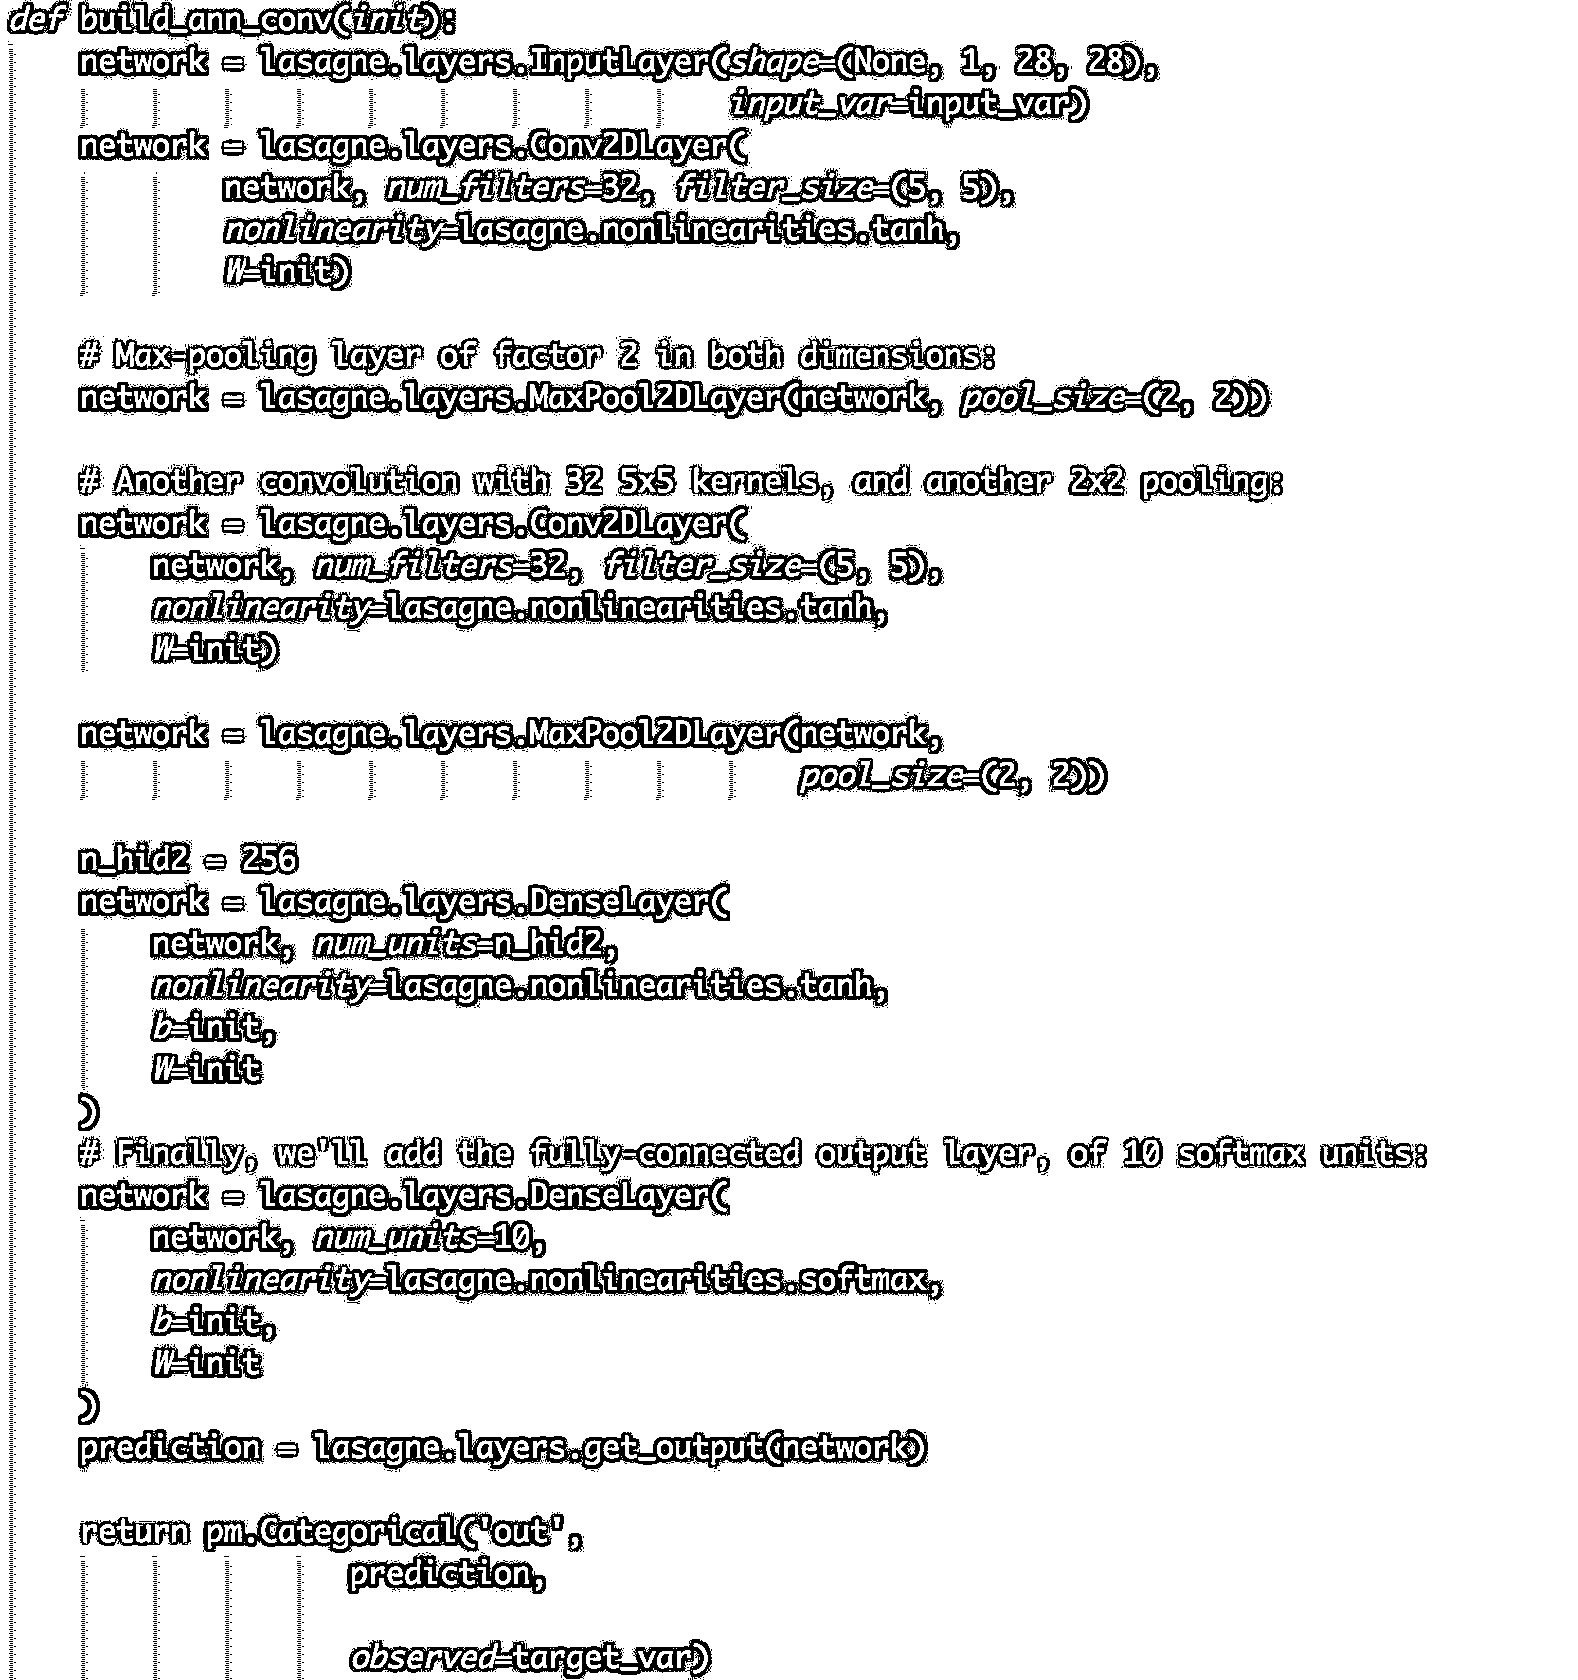 def build_ann_conv(init):
    network = lasagne.layers.InputLayer(shape=(None, 1, 28, 28),
                                        input_var=input_var)
    network = lasagne.layers.Conv2DLayer(
            network, num_filters=32, filter_size=(5, 5),
            nonlinearity=lasagne.nonlinearities.tanh,
            W=init)

    # Max-pooling layer of factor 2 in both dimensions:
    network = lasagne.layers.MaxPool2DLayer(network, pool_size=(2, 2))

    # Another convolution with 32 5x5 kernels, and another 2x2 pooling:
    network = lasagne.layers.Conv2DLayer(
        network, num_filters=32, filter_size=(5, 5),
        nonlinearity=lasagne.nonlinearities.tanh,
        W=init)

    network = lasagne.layers.MaxPool2DLayer(network,
                                            pool_size=(2, 2))

    n_hid2 = 256
    network = lasagne.layers.DenseLayer(
        network, num_units=n_hid2,
        nonlinearity=lasagne.nonlinearities.tanh,
        b=init,
        W=init
    )
    # Finally, we'll add the fully-connected output layer, of 10 softmax units:
    network = lasagne.layers.DenseLayer(
        network, num_units=10,
        nonlinearity=lasagne.nonlinearities.softmax,
        b=init,
        W=init
    )
    prediction = lasagne.layers.get_output(network)

    return pm.Categorical('out',
                   prediction,

                   observed=target_var)